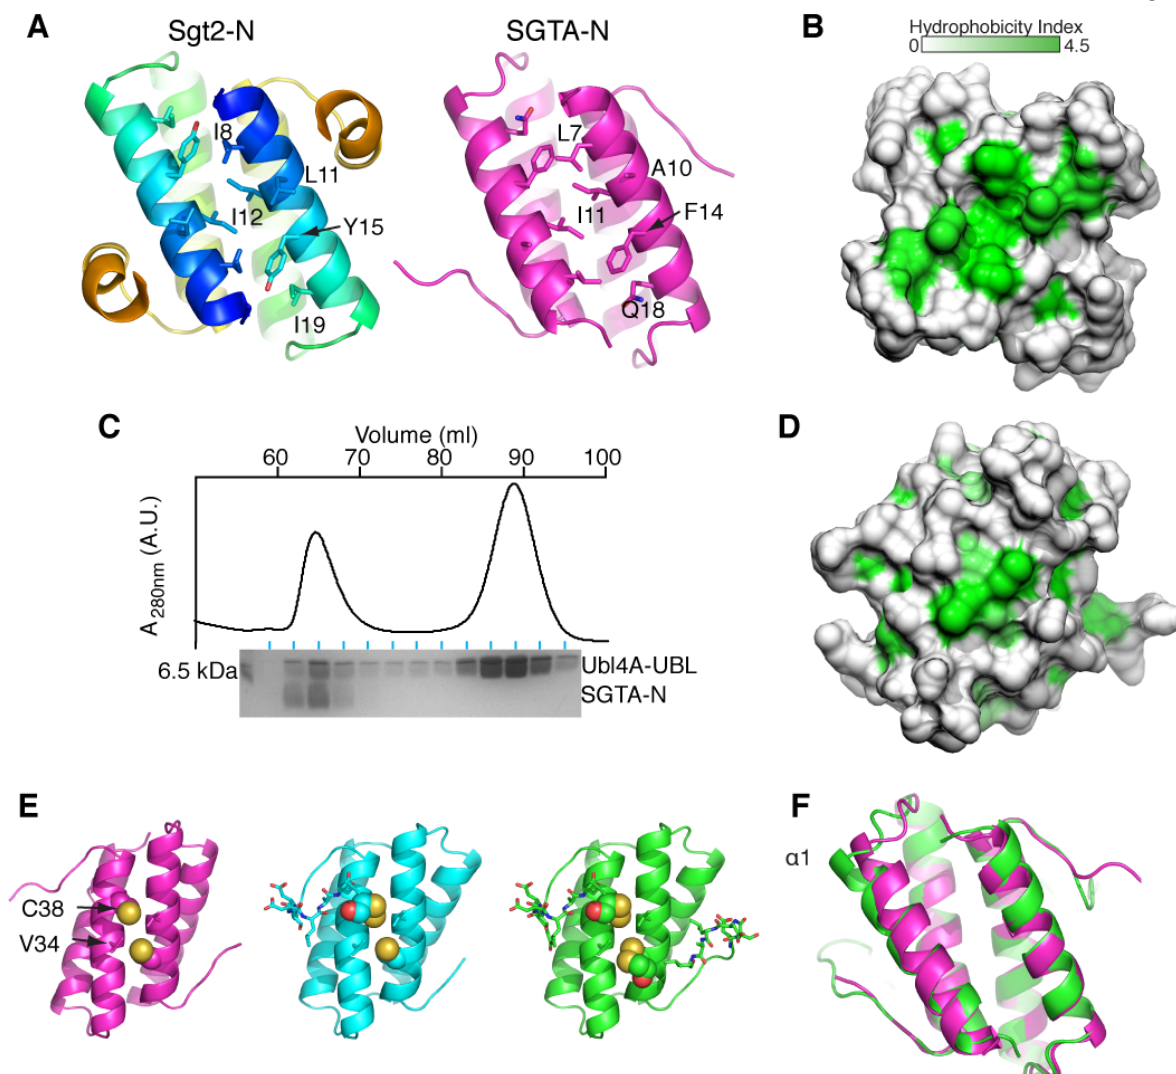 A
Sgt2-N
SGTA-N
I8
L11
I12
Y15
I19
L7
A10
I11
F14
Q18
B
Hydrophobicity Index
0 4.5
C
Volume (ml)
60 70 80 90 100
A280nm (A.U.)
6.5 kDa
Ubl4A-UBL
SGTA-N
D
E
C38
V34
F
α1